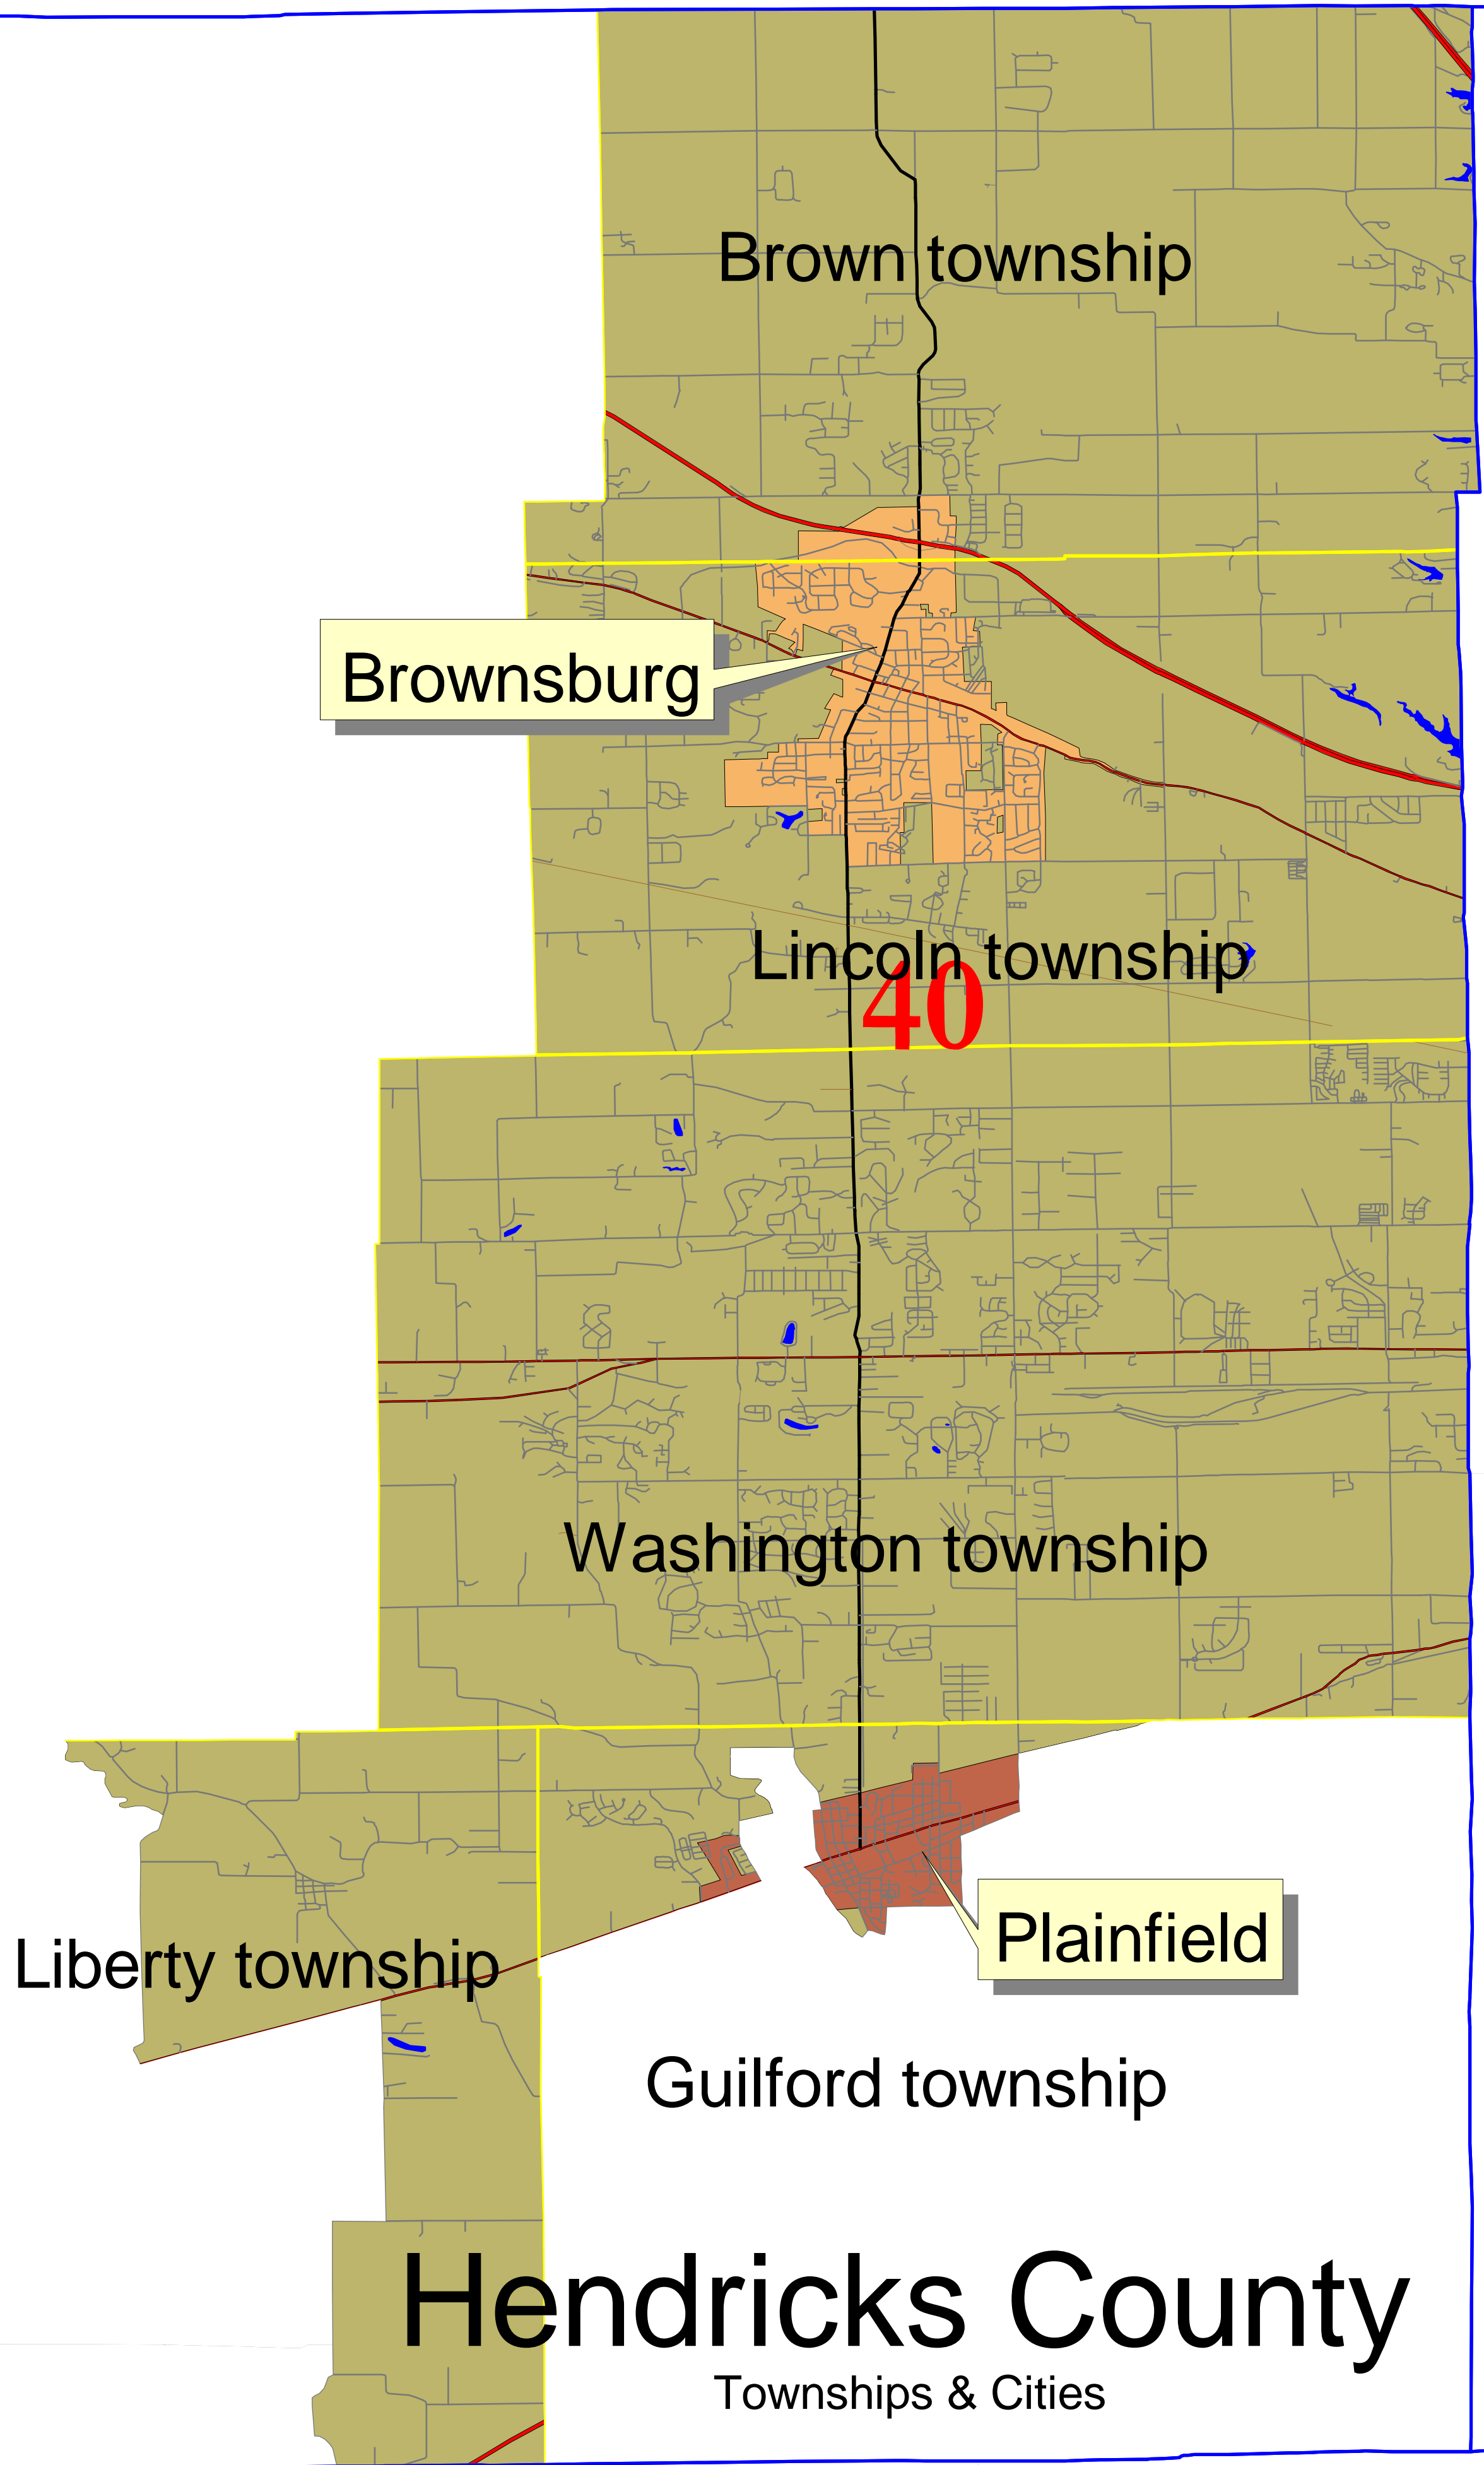 Brown township
Brownsburg
Lincoln township
40
Washington township
Plainfield
Liberty township
Guilford township
Hendricks County
Townships & Cities